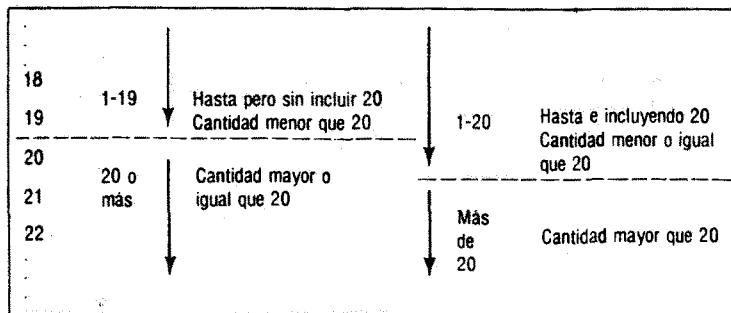 18
19
20
21
22
1-19
Hasta pero sin incluir 20
Cantidad menor que 20
20 o
más
Cantidad mayor o
igual que 20
1-20
Hasta e incluyendo 20
Cantidad menor o igual
que 20
Más
de
20
Cantidad mayor que 20